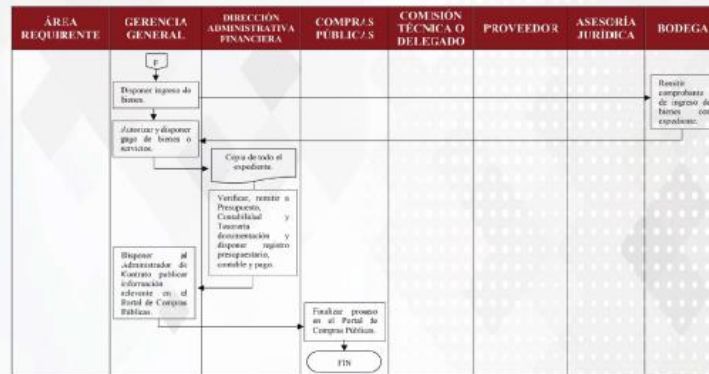 ÁREA
REQUIRENTE
GERENCIA
GENERAL
DIRECCIÓN
ADMINISTRATIVA
FINANCIERA
COMPRAS
PÚBLICAS
COMISIÓN
TÉCNICA O
DELEGADO
PROVEEDOR
ASESORÍA
JURÍDICA
BODEGA
Disponer ingreso de
bienes.
Remitir
comprobante
de ingreso de
bienes con
expediente.
Autorizar y disponer
pago de bienes o
servicios.
Copia de todo el
expediente.
Verificar, remitir a
Presupuesto,
Contabilidad y
Tesorería
documentación y
disponer registro
presupuestario,
contable y pago.
Disponer al
Administrador de
Contrato publicar
información
relevante en el
Portal de Compras
Públicas.
Finalizar proceso
en el Portal de
Compras Públicas.
FIN